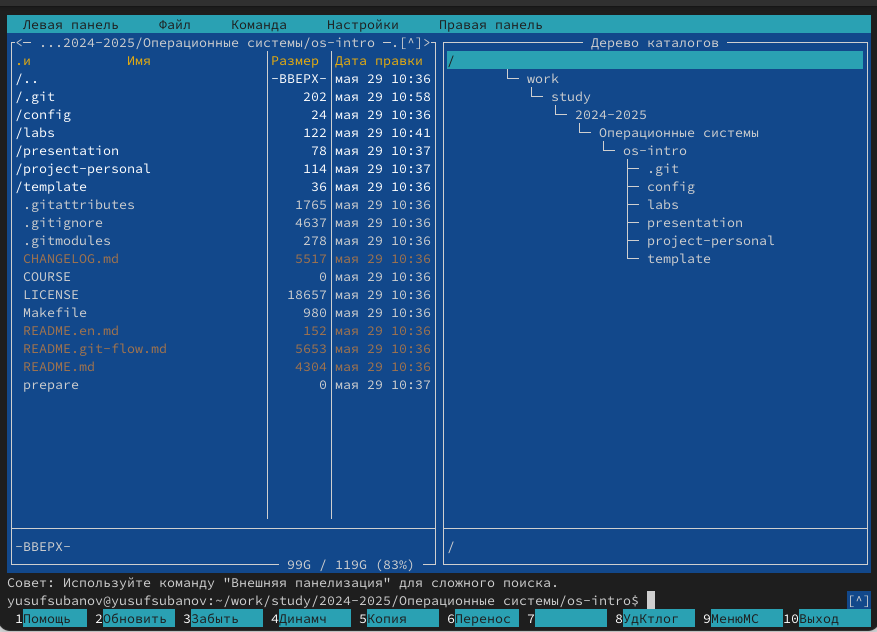 Левая панель Файл Команда Настройки Правая панель
<─ ...2024-2025/Операционные системы/os-intro ─.[^]>
.и Имя Размер Дата правки
/.. -ВВЕРХ- мая 29 10:36
/.git 202 мая 29 10:58
/config 24 мая 29 10:36
/labs 122 мая 29 10:41
/presentation 78 мая 29 10:37
/project-personal 114 мая 29 10:37
/template 36 мая 29 10:36
.gitattributes 1765 мая 29 10:36
.gitignore 4637 мая 29 10:36
.gitmodules 278 мая 29 10:36
CHANGELOG.md 5517 мая 29 10:36
COURSE 0 мая 29 10:36
LICENSE 18657 мая 29 10:36
Makefile 980 мая 29 10:36
README.en.md 152 мая 29 10:36
README.git-flow.md 5653 мая 29 10:36
README.md 4304 мая 29 10:36
prepare 0 мая 29 10:37
-ВВЕРХ-
99G / 119G (83%)
Дерево каталогов
/
work
study
2024-2025
Операционные системы
os-intro
.git
config
labs
presentation
project-personal
template
/
Совет: Используйте команду "Внешняя панелизация" для сложного поиска.
yusufsubanov@yusufsubanov:~/work/study/2024-2025/Операционные системы/os-intro$ [^]
1Помощь 2Обновить 3Забыть 4Динамч 5Копия 6Перенос 7 8УдКтлог 9МенюMC 10Выход